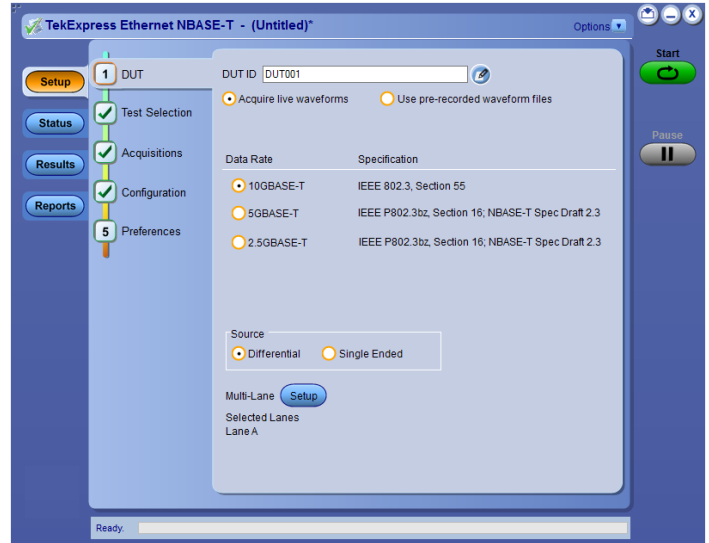 TekExpress Ethernet NBASE-T - (Untitled)*
Options
Start
Pause
Setup
Status
Results
Reports
1 DUT
Test Selection
Acquisitions
Configuration
5 Preferences
DUT ID DUT001
Acquire live waveforms Use pre-recorded waveform files
Data Rate Specification
10GBASE-T IEEE 802.3, Section 55
5GBASE-T IEEE P802.3bz, Section 16; NBASE-T Spec Draft 2.3
2.5GBASE-T IEEE P802.3bz, Section 16; NBASE-T Spec Draft 2.3
Source
Differential Single Ended
Multi-Lane Setup
Selected Lanes
Lane A
Ready.